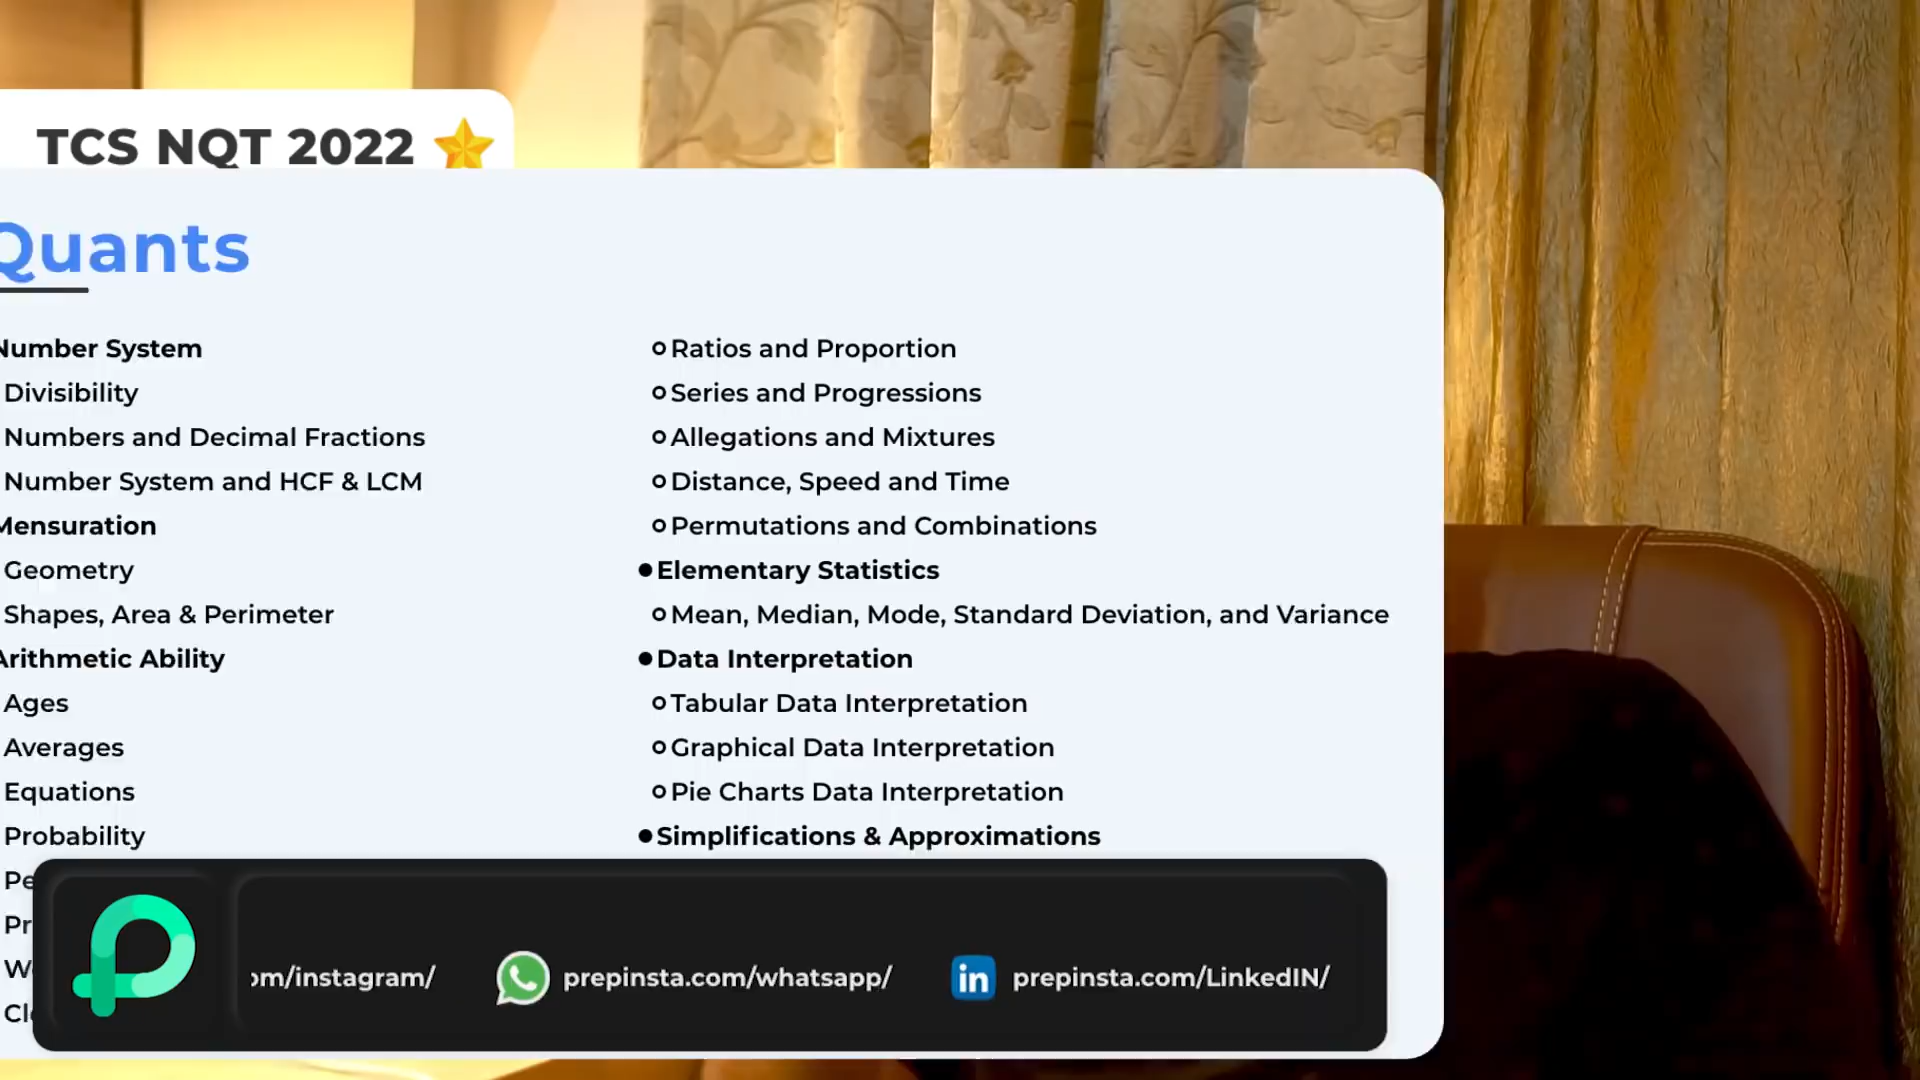 TCS NQT 2022
Quants
Number System
Divisibility
Numbers and Decimal Fractions
Number System and HCF & LCM
Mensuration
Geometry
Shapes, Area & Perimeter
Arithmetic Ability
Ages
Averages
Equations
Probability
Ratios and Proportion
Series and Progressions
Allegations and Mixtures
Distance, Speed and Time
Permutations and Combinations
Elementary Statistics
Mean, Median, Mode, Standard Deviation, and Variance
Data Interpretation
Tabular Data Interpretation
Graphical Data Interpretation
Pie Charts Data Interpretation
Simplifications & Approximations
om/instagram/
prepinsta.com/whatsapp/
in
prepinsta.com/LinkedIN/